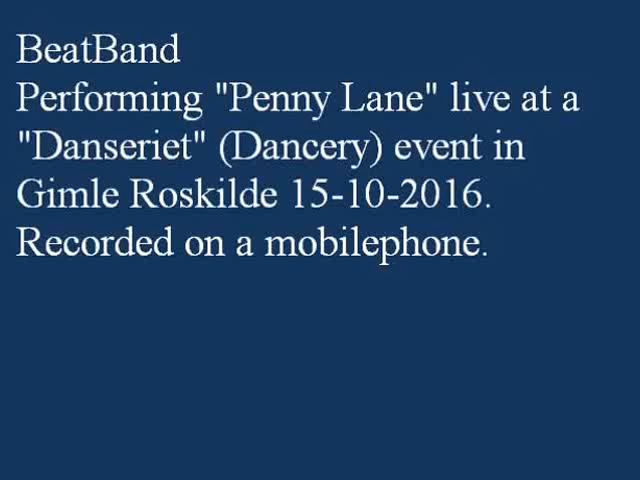 BeatBand
Performing "Penny Lane" live at a
"Danseriet" (Dancery) event in
Gimle Roskilde 15-10-2016.
Recorded on a mobilephone.